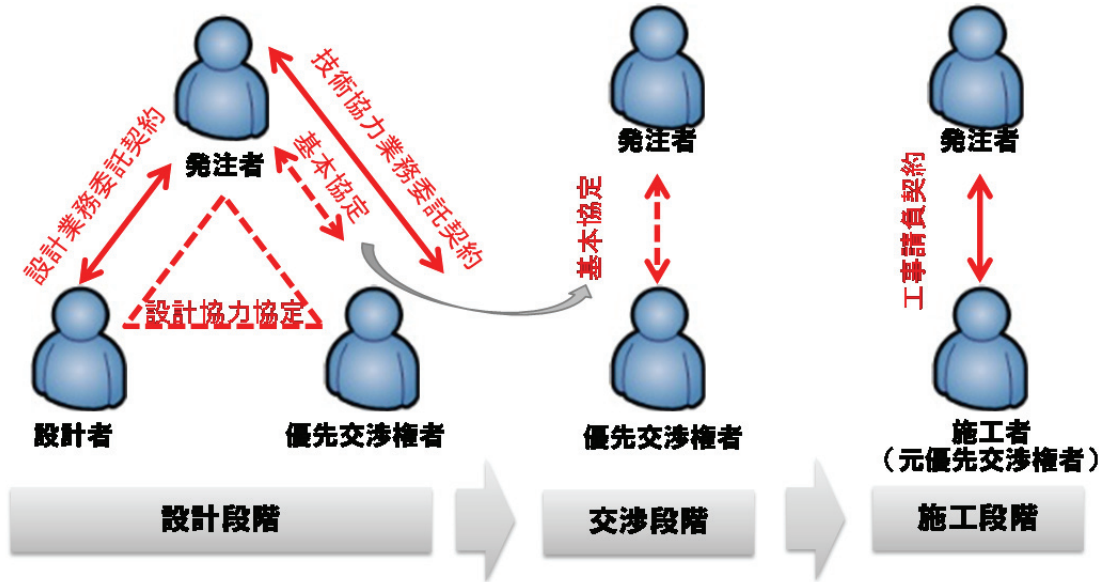 発注者
設計業務委託契約
基本協定
技術協力業務委託契約
設計協力協定
設計者
優先交渉権者
設計段階
発注者
基本協定
優先交渉権者
交渉段階
発注者
工事請負契約
施工者
（元優先交渉権者）
施工段階